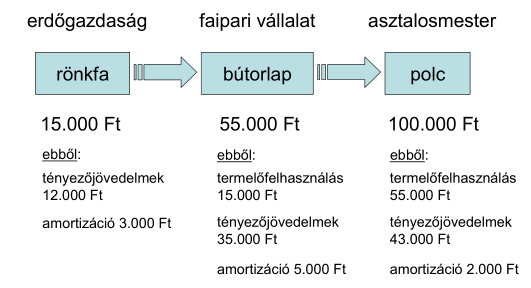 erdőgazdaság
faipari vállalat
asztalosmester
rönkfa
bútorlap
polc
15.000 Ft
55.000 Ft
100.000 Ft
ebből:
tényezőjövedelmek
12.000 Ft
amortizáció 3.000 Ft
ebből:
termelőfelhasználás
15.000 Ft
tényezőjövedelmek
35.000 Ft
amortizáció 5.000 Ft
ebből:
termelőfelhasználás
55.000 Ft
tényezőjövedelmek
43.000 Ft
amortizáció 2.000 Ft